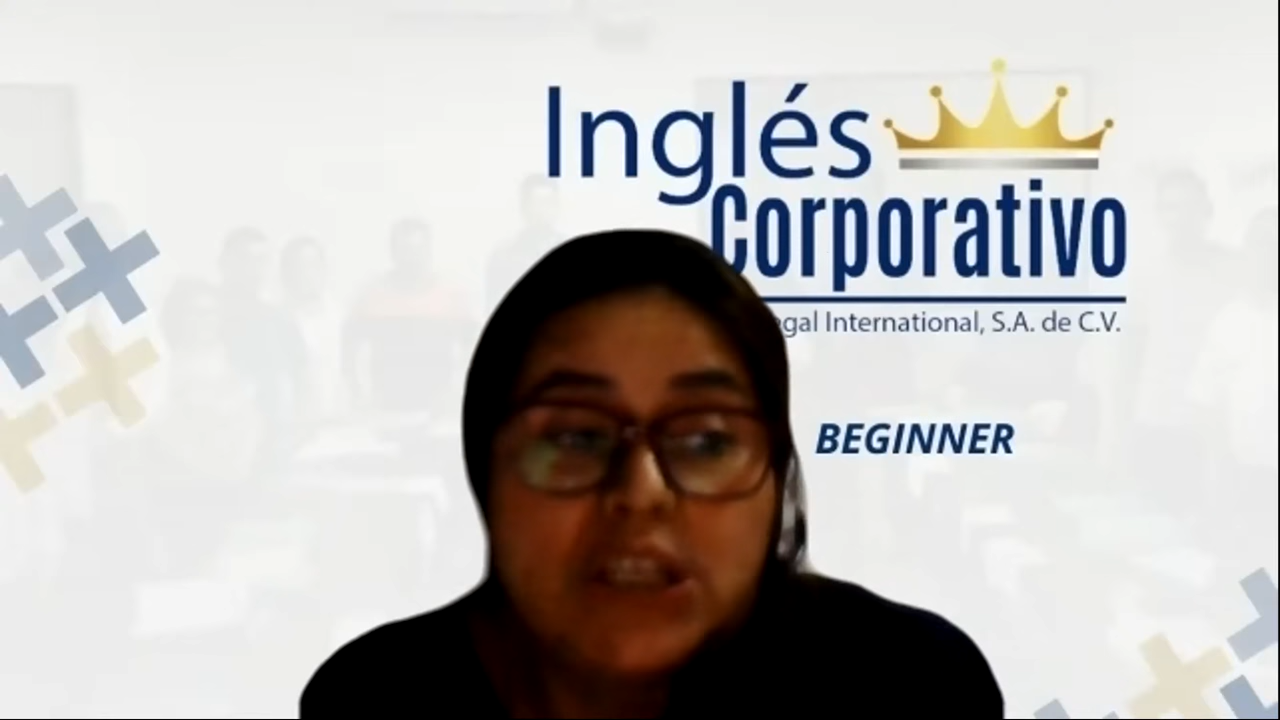 Inglés
Corporativo
International, S.A. de C.V.
BEGINNER